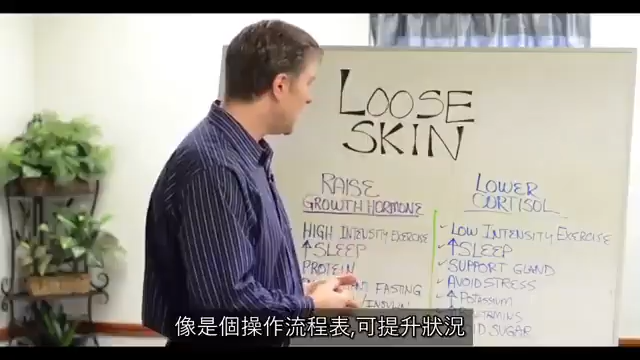 LOOSE
SKIN
RAISE
GROWTH HORMONE
HIGH INTENSITY EXERCISE
↑SLEEP
PROTEIN
FASTING
INSULIN
LOWER
CORTISOL
✓ LOW INTENSITY EXERCISE
✓ ↑SLEEP
✓ SUPPORT GLAND
✓ AVOID STRESS
↑ POTASSIUM
SUGAR
像是個操作流程表,可提升狀況